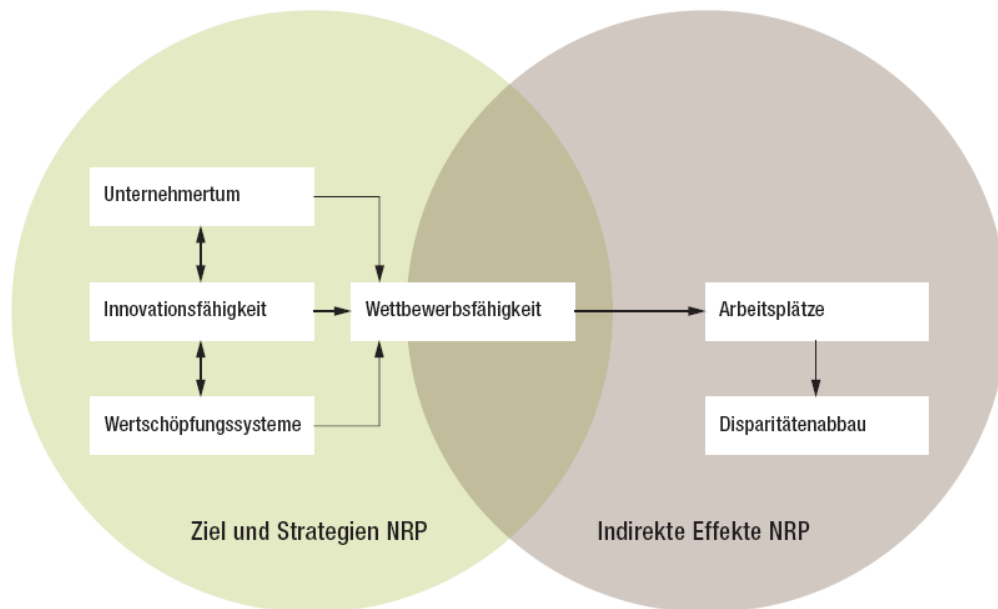 Unternehmertum
Innovationsfähigkeit
Wettbewerbsfähigkeit
Arbeitsplätze
Wertschöpfungssysteme
Disparitätenabbau
Ziel und Strategien NRP
Indirekte Effekte NRP